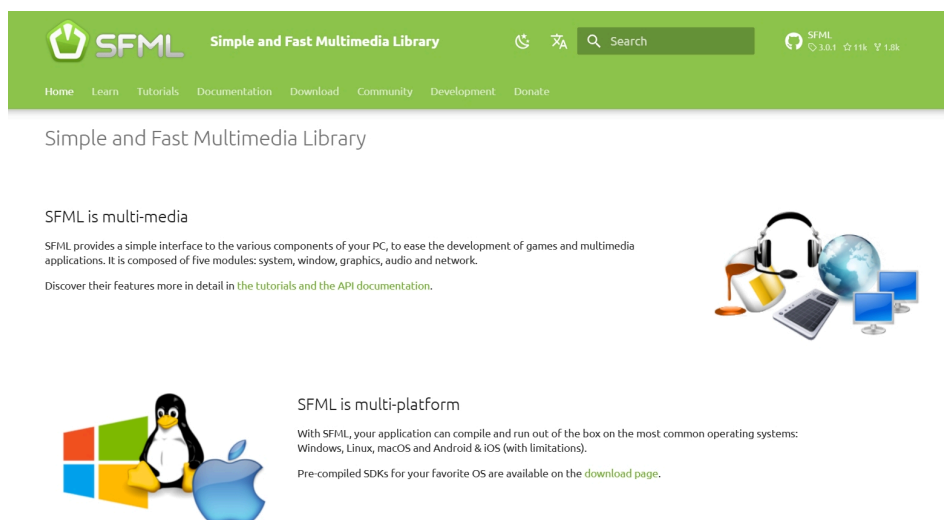 SFML
Simple and Fast Multimedia Library
Search
SFML
3.0.1 11k 1.8k
Home Learn Tutorials Documentation Download Community Development Donate
Simple and Fast Multimedia Library
SFML is multi-media
SFML provides a simple interface to the various components of your PC, to ease the development of games and multimedia
applications. It is composed of five modules: system, window, graphics, audio and network.
Discover their features more in detail in the tutorials and the API documentation.
SFML is multi-platform
With SFML, your application can compile and run out of the box on the most common operating systems:
Windows, Linux, macOS and Android & iOS (with limitations).
Pre-compiled SDKs for your favorite OS are available on the download page.